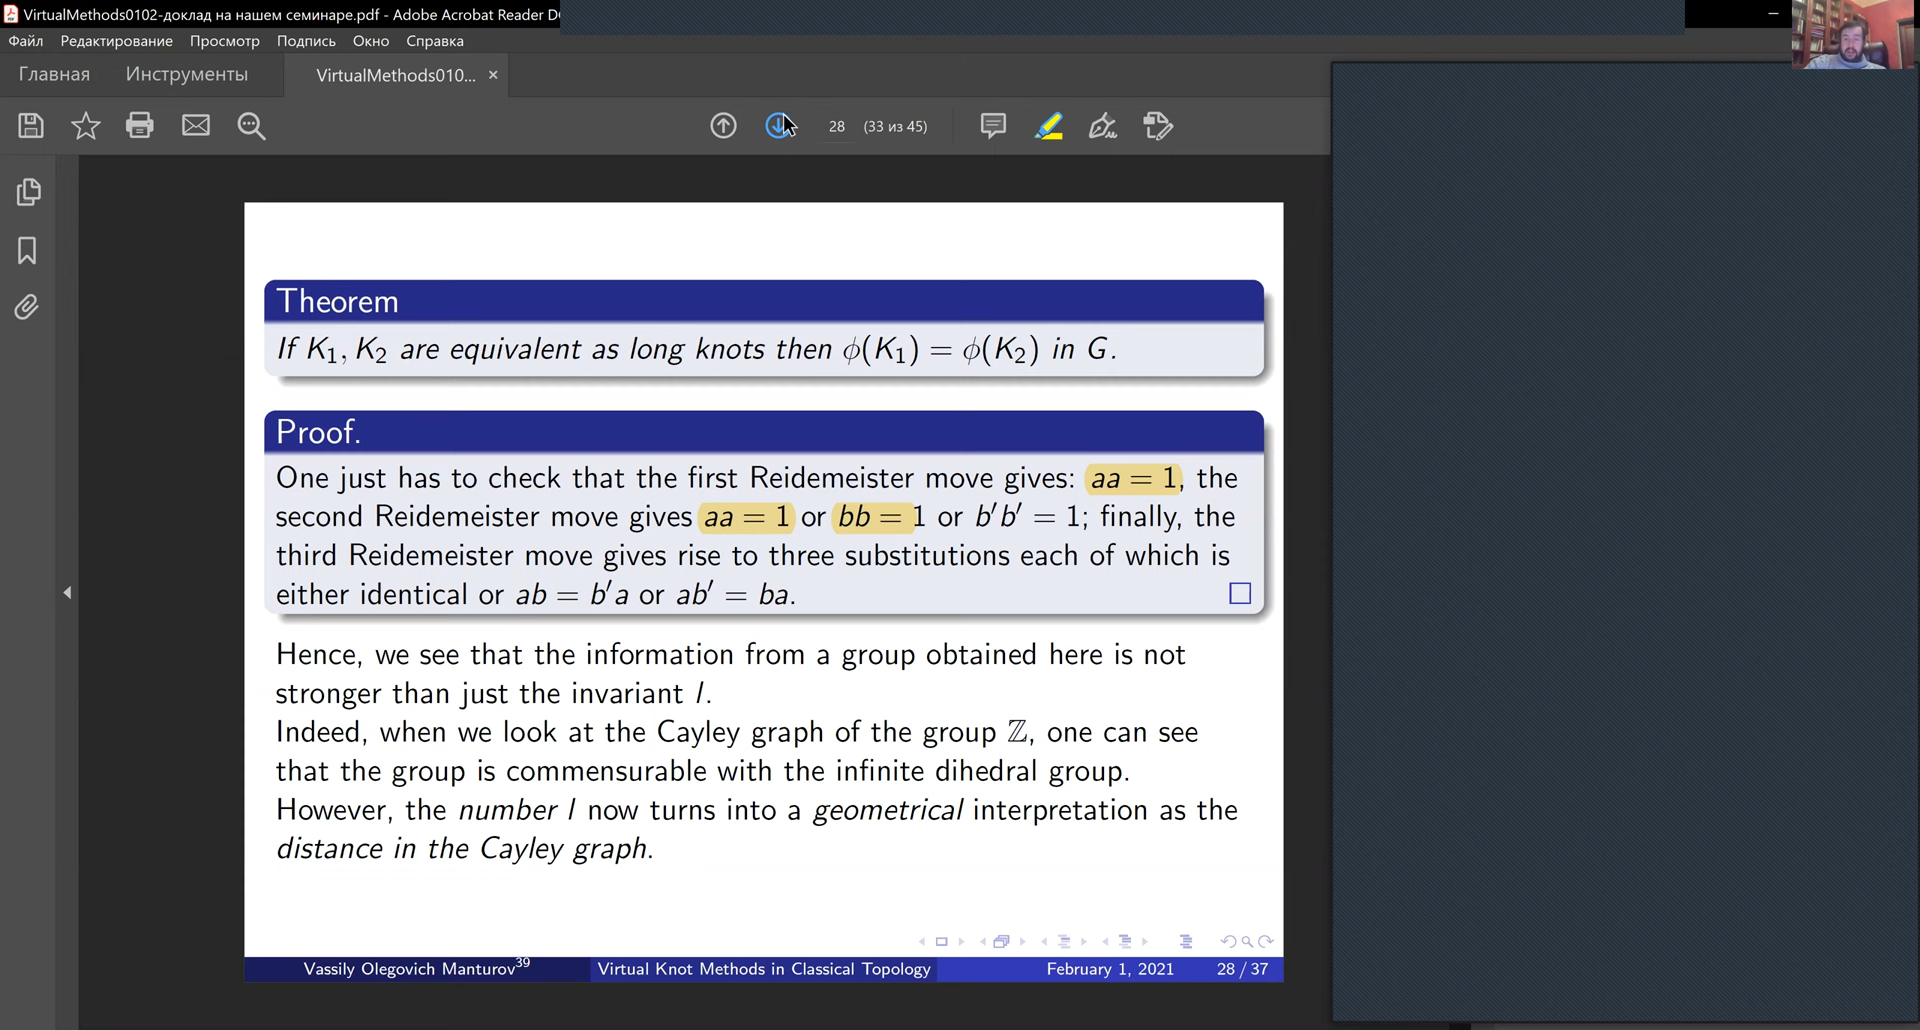 VirtualMethods0102-доклад на нашем семинаре.pdf - Adobe Acrobat Reader DC
Файл Редактирование Просмотр Подпись Окно Справка
Главная Инструменты VirtualMethods010... ×
28 (33 из 45)
Theorem
If K₁, K₂ are equivalent as long knots then ϕ(K₁) = ϕ(K₂) in G.
Proof.
One just has to check that the first Reidemeister move gives: aa = 1, the
second Reidemeister move gives aa = 1 or bb = 1 or b′b′ = 1; finally, the
third Reidemeister move gives rise to three substitutions each of which is
either identical or ab = b′a or ab′ = ba. □
Hence, we see that the information from a group obtained here is not
stronger than just the invariant l.
Indeed, when we look at the Cayley graph of the group ℤ, one can see
that the group is commensurable with the infinite dihedral group.
However, the number l now turns into a geometrical interpretation as the
distance in the Cayley graph.
Vassily Olegovich Manturov³⁹ Virtual Knot Methods in Classical Topology February 1, 2021 28 / 37